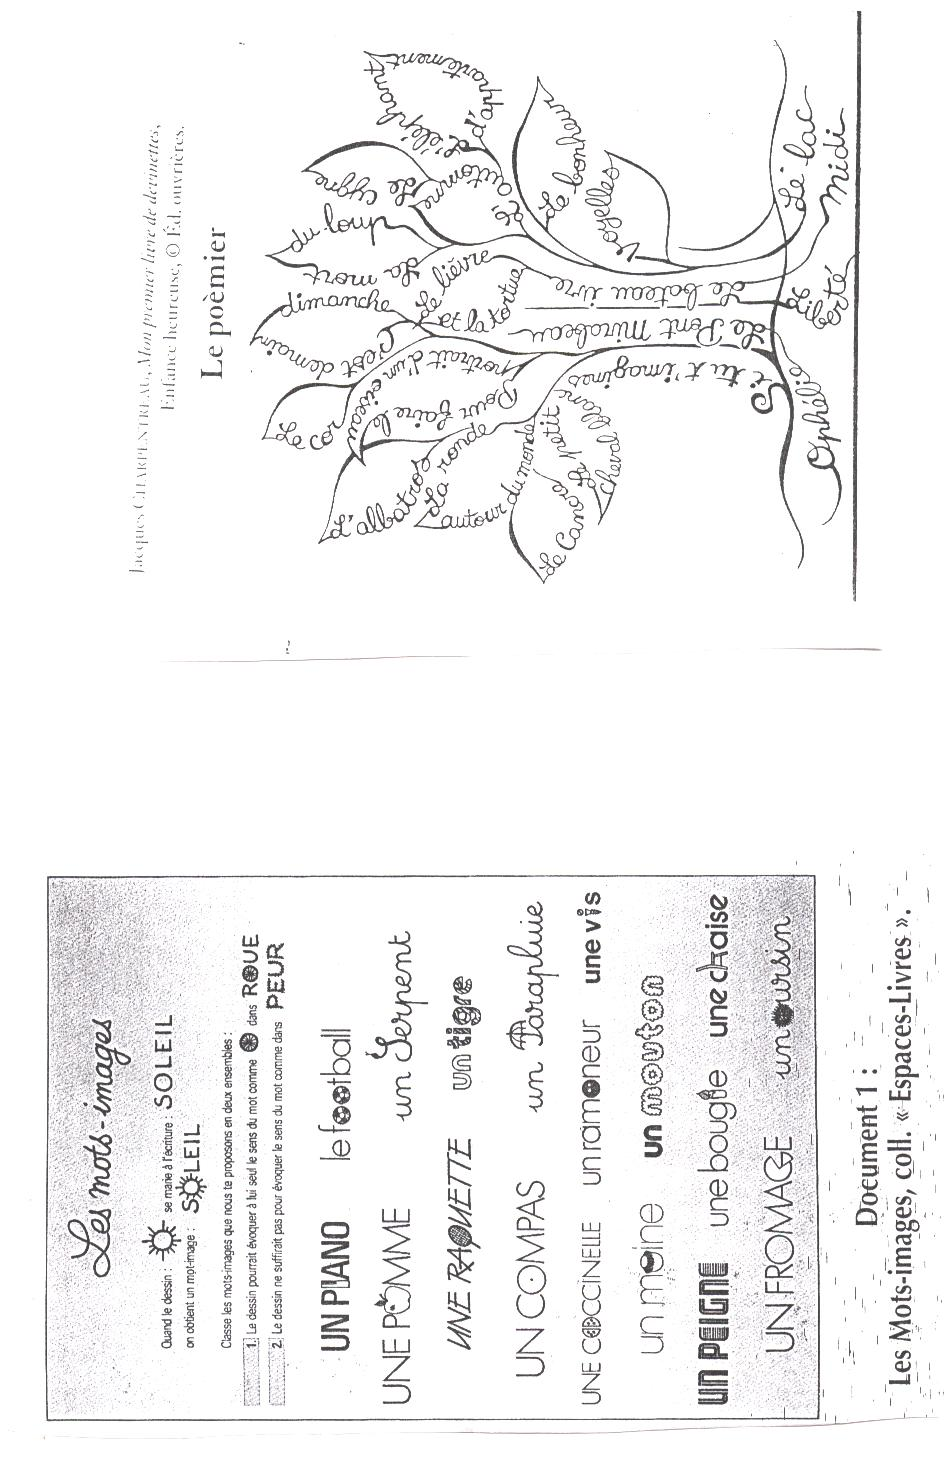 Les mots-images
Quand le dessin : se marie à l'écriture : SOLEIL
on obtient un mot-image : SOLEIL
Classe les mots-images que nous te proposons en deux ensembles :
1. Le dessin pourrait évoquer à lui seul le sens du mot comme dans ROUE
2. Le dessin ne suffirait pas pour évoquer le sens du mot comme dans PEUR
UN PIANO le football
UNE POMME un Serpent
UNE RAQUETTE un tigre
UN COMPAS un Parapluie
UNE COCCINELLE un ramoneur une vis
un moine un mouton
UN PEIGNE une bougie une chaise
UN FROMAGE un oursin
Document 1 :
Les Mots-images, coll. « Espaces-Livres ».
Jacques CHARPENTREAU, Mon premier livre de devinettes,
Enfance heureuse, © Éd. ouvrières.
Le poèmier
L'albatros
La ronde
autour du monde
Le Cancre
Le petit
cheval blanc
Le cor
Pour faire le
portrait d'un oiseau
C'est demain
dimanche
Le lièvre
et la tortue
La mort
du loup
Le cygne
automne
L'éléphant
d'appartement
Le bonheur
voyelles
Si tu t'imagines
Le Pont Mirabeau
Le bateau ivre
Ophélie
Liberté
Midi
Le lac